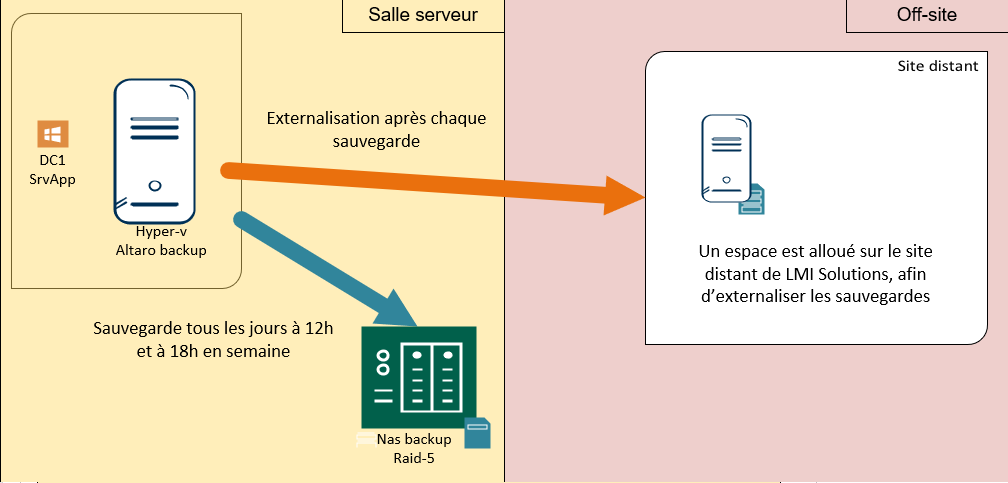 Salle serveur
Off-site
Site distant
Externalisation après chaque
sauvegarde
DC1
SrvApp
Hyper-v
Altaro backup
Un espace est alloué sur le site
distant de LMI Solutions, afin
d’externaliser les sauvegardes
Sauvegarde tous les jours à 12h
et à 18h en semaine
Nas backup
Raid-5